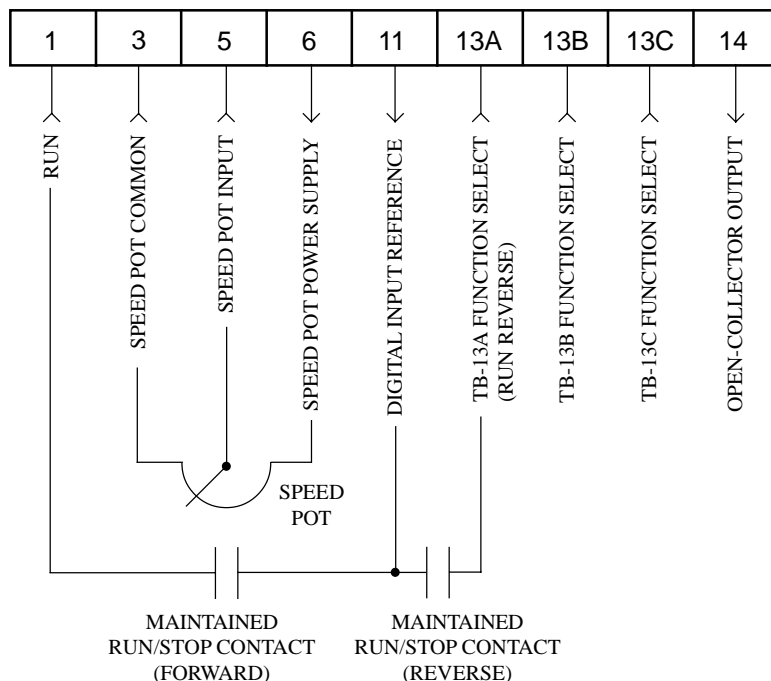 1 3 5 6 11 13A 13B 13C 14
RUN
SPEED POT COMMON
SPEED POT INPUT
SPEED POT POWER SUPPLY
DIGITAL INPUT REFERENCE
TB-13A FUNCTION SELECT
(RUN REVERSE)
TB-13B FUNCTION SELECT
TB-13C FUNCTION SELECT
OPEN-COLLECTOR OUTPUT
SPEED
POT
MAINTAINED
RUN/STOP CONTACT
(FORWARD)
MAINTAINED
RUN/STOP CONTACT
(REVERSE)